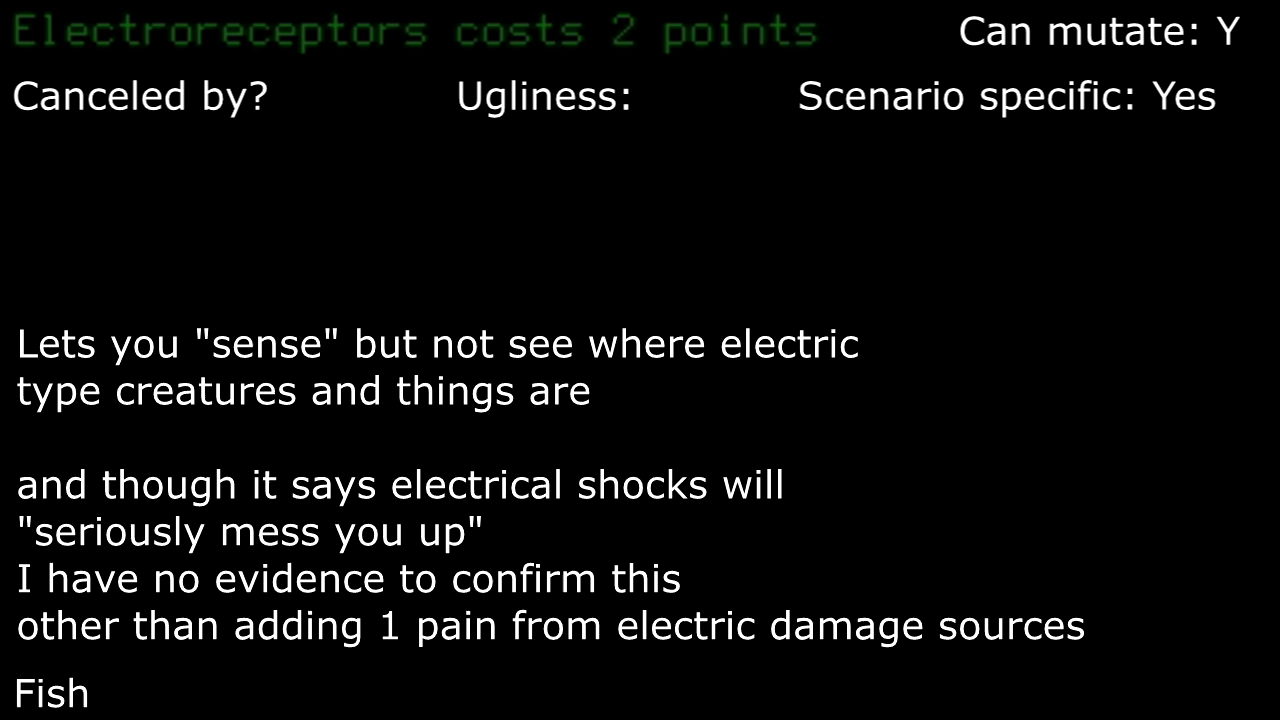 Electroreceptors costs 2 points
Can mutate: Y
Canceled by?
Ugliness:
Scenario specific: Yes
Lets you "sense" but not see where electric
type creatures and things are
and though it says electrical shocks will
"seriously mess you up"
I have no evidence to confirm this
other than adding 1 pain from electric damage sources
Fish